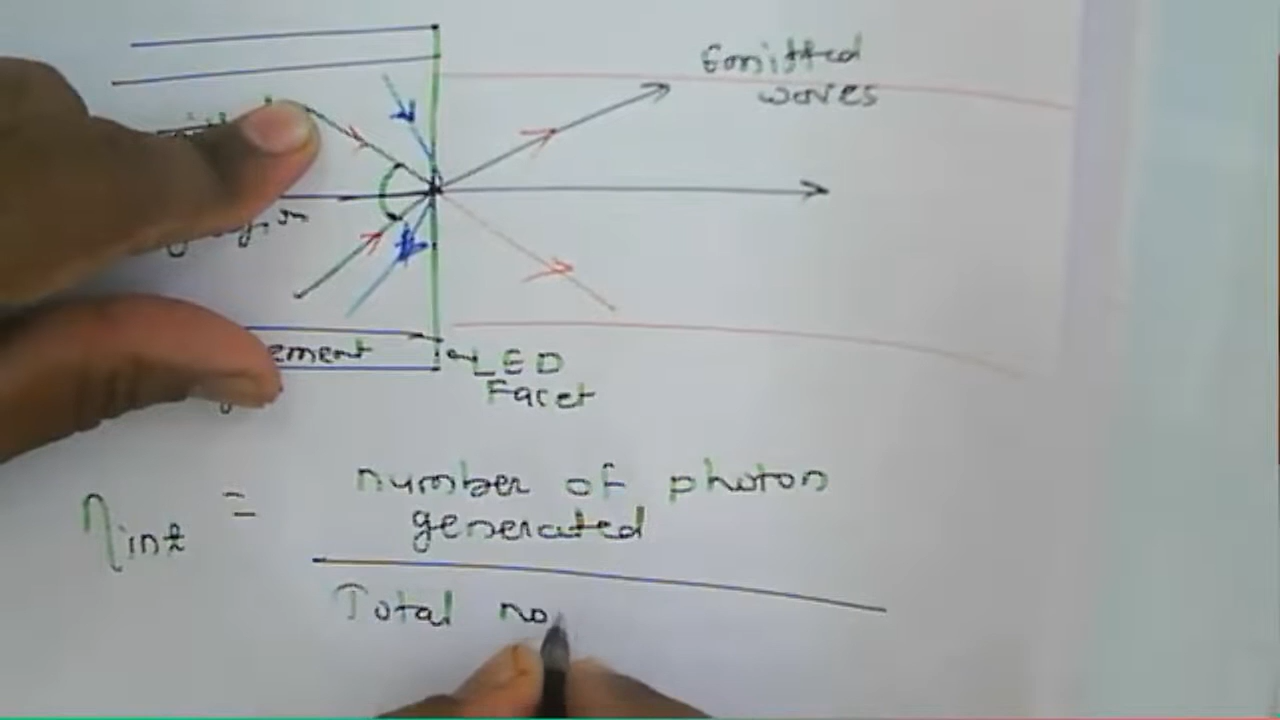 Emitted
waves
ement
LED
Facet
ηint =
number of photon
generated
Total no